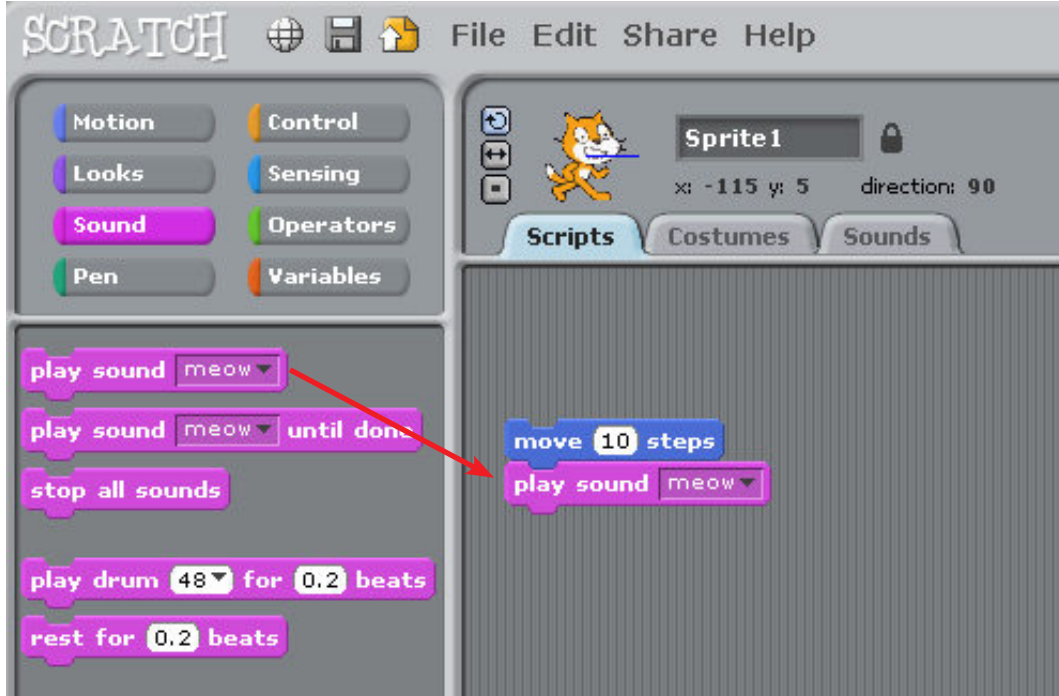 SCRATCH File Edit Share Help
Motion Control
Looks Sensing
Sound Operators
Pen Variables
Sprite1
x: -115 y: 5 direction: 90
Scripts Costumes Sounds
play sound meow
play sound meow until done
stop all sounds
play drum 48 for 0.2 beats
rest for 0.2 beats
move 10 steps
play sound meow